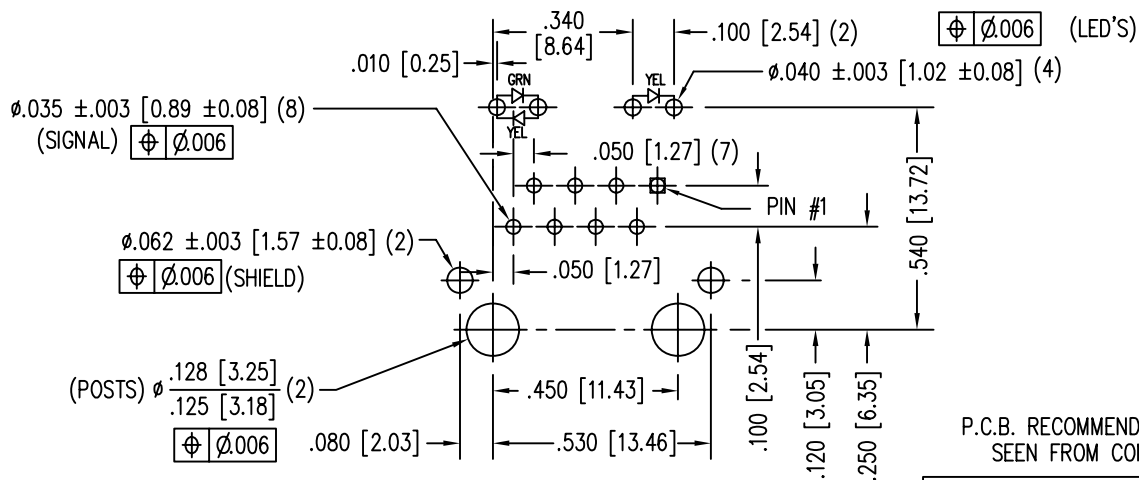 .340
[8.64]
.100 [2.54] (2)
⌖ Ø.006 (LED'S)
.010 [0.25]
GRN
YEL
ø.040 ±.003 [1.02 ±0.08] (4)
ø.035 ±.003 [0.89 ±0.08] (8)
(SIGNAL) ⌖ Ø.006
YEL
.050 [1.27] (7)
PIN #1
.540 [13.72]
ø.062 ±.003 [1.57 ±0.08] (2)
⌖ Ø.006 (SHIELD)
.050 [1.27]
(POSTS) ø .128 [3.25] (2)
.125 [3.18]
⌖ Ø.006
.450 [11.43]
.080 [2.03]
.530 [13.46]
.100 [2.54]
.120 [3.05]
.250 [6.35]
P.C.B. RECOMMEND
SEEN FROM CO